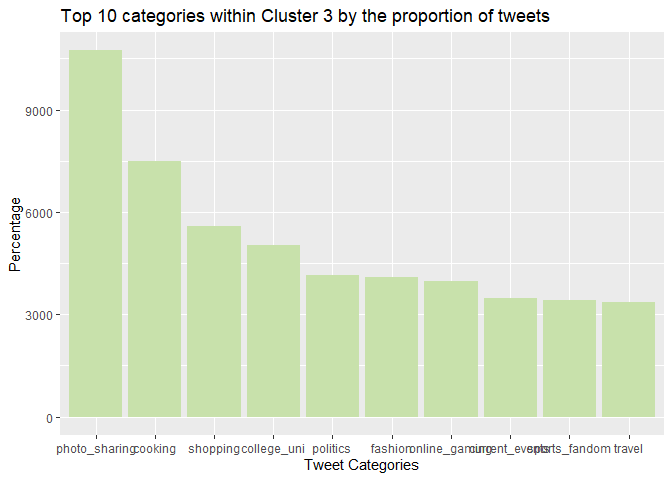 Top 10 categories within Cluster 3 by the proportion of tweets
Percentage
9000
6000
3000
0
photo_sharing cooking shopping college_uni politics fashion online_gaming current_events sports_fandom travel
Tweet Categories